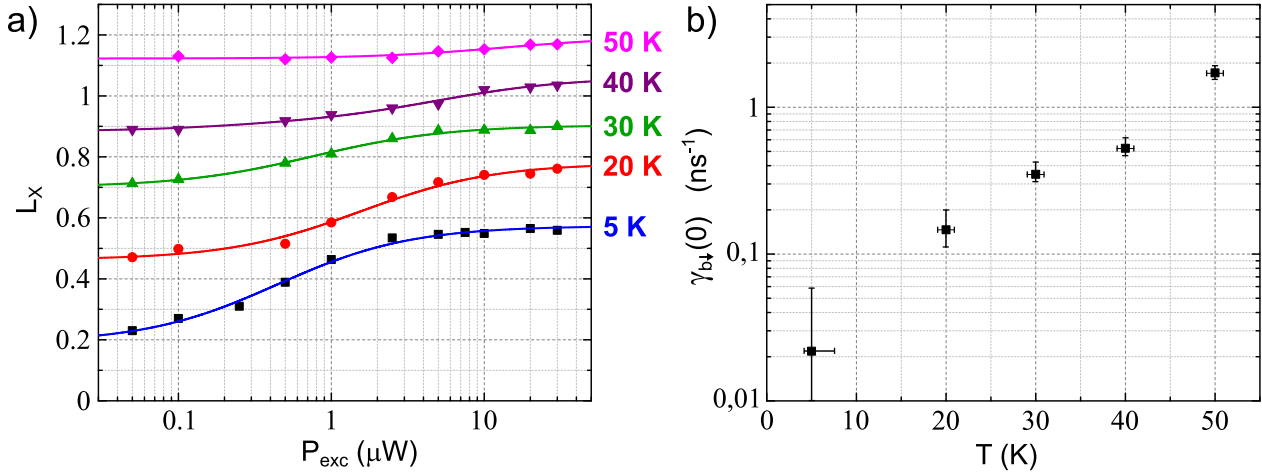 a)
1.2
1
0.8
0.6
0.4
0.2
0
L_X
0.1
1
10
P_exc (μW)
50 K
40 K
30 K
20 K
5 K
b)
1
0,1
0,01
γ_b↓(0) (ns⁻¹)
0
10
20
30
40
50
T (K)